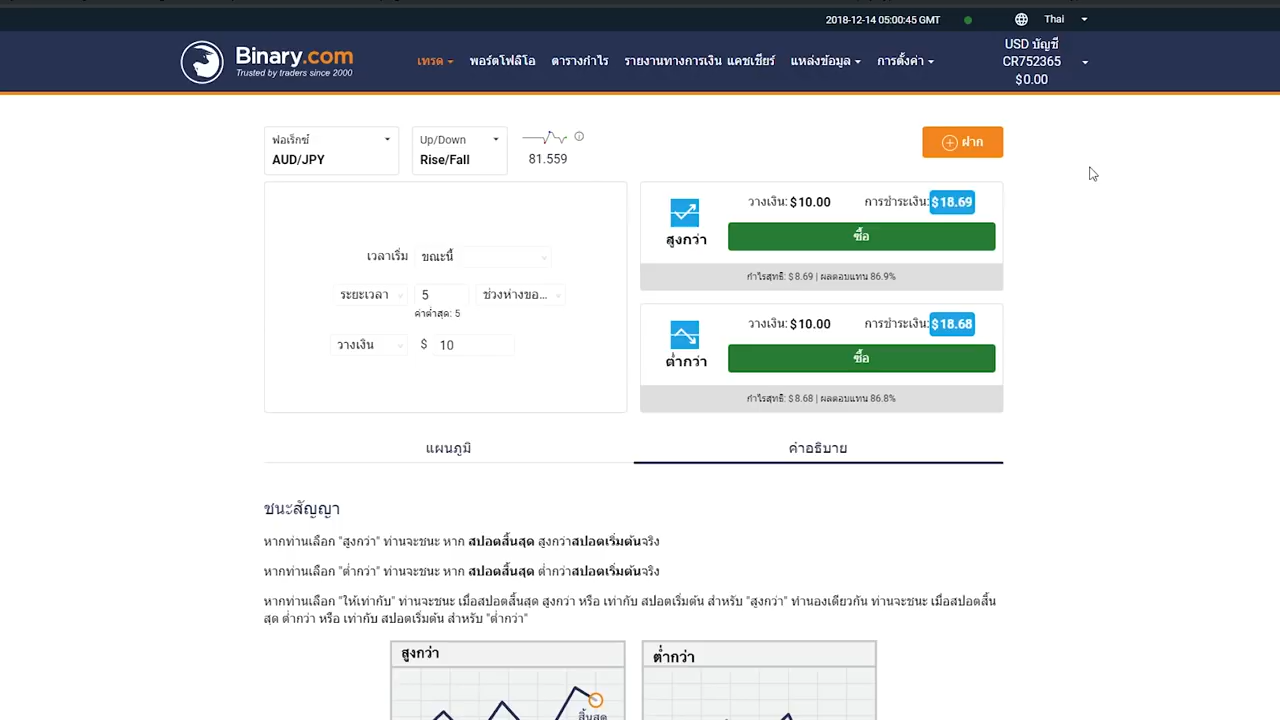 2018-12-14 05:00:45 GMT
Thai
Binary.com
Trusted by traders since 2000
เทรด พอร์ตโฟลิโอ ตารางกำไร รายงานทางการเงิน แคชเชียร์ แหล่งข้อมูล การตั้งค่า
USD บัญชี
CR752365
$0.00
ฟอเร็กซ์
AUD/JPY
Up/Down
Rise/Fall
81.559
ฝาก
เวลาเริ่ม ขณะนี้
ระยะเวลา 5 ช่วงห่างขอ...
ค่าต่ำสุด: 5
วางเงิน $ 10
วางเงิน: $10.00 การชำระเงิน: $18.69
สูงกว่า
ซื้อ
กำไรสุทธิ: $ 8.69 | ผลตอบแทน 86.9%
วางเงิน: $10.00 การชำระเงิน: $18.68
ต่ำกว่า
ซื้อ
กำไรสุทธิ: $ 8.68 | ผลตอบแทน 86.8%
แผนภูมิ คำอธิบาย
ชนะสัญญา
หากท่านเลือก "สูงกว่า" ท่านจะชนะ หาก สปอตสิ้นสุด สูงกว่าสปอตเริ่มต้นจริง
หากท่านเลือก "ต่ำกว่า" ท่านจะชนะ หาก สปอตสิ้นสุด ต่ำกว่าสปอตเริ่มต้นจริง
หากท่านเลือก "ให้เท่ากับ" ท่านจะชนะ เมื่อสปอตสิ้นสุด สูงกว่า หรือ เท่ากับ สปอตเริ่มต้น สำหรับ "สูงกว่า" ทำนองเดียวกัน ท่านจะชนะ เมื่อสปอตสิ้น
สุด ต่ำกว่า หรือ เท่ากับ สปอตเริ่มต้น สำหรับ "ต่ำกว่า"
สูงกว่า
ต่ำกว่า
สิ้นสุด